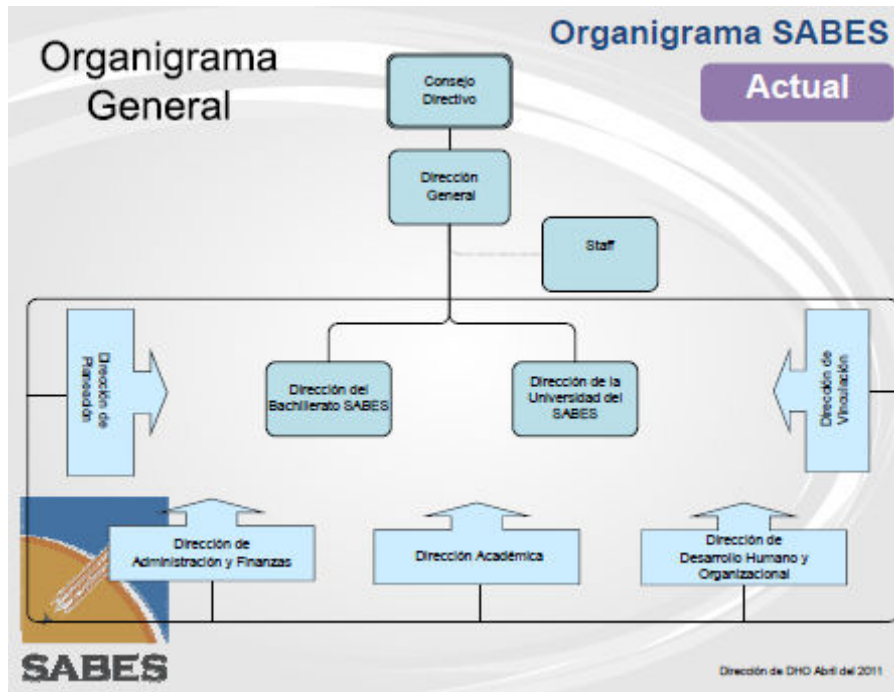 Organigrama
General
Organigrama SABES
Actual
Consejo
Directivo
Dirección
General
Staff
Dirección de
Planeación
Dirección del
Bachillerato SABES
Dirección de la
Universidad del
SABES
Dirección de
Vinculación
Dirección de
Administración y Finanzas
Dirección Académica
Dirección de
Desarrollo Humano y
Organizacional
SABES
Dirección de DHO Abril del 2011